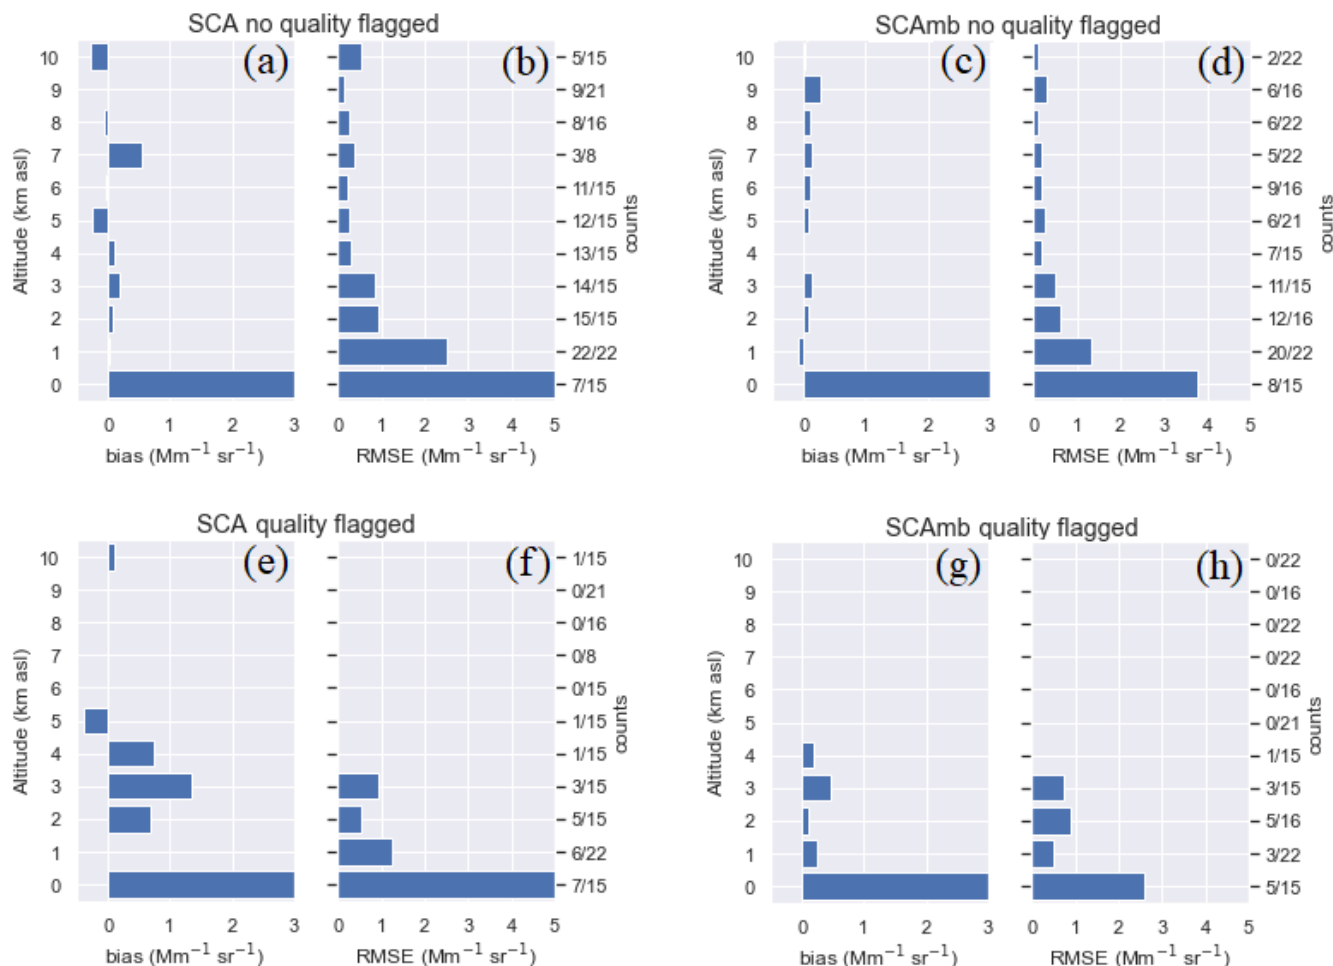 SCA no quality flagged
SCAmb no quality flagged
(a)
(b)
(c)
(d)
Altitude (km asl)
10
9
8
7
6
5
4
3
2
1
0
5/15
9/21
8/16
3/8
11/15
12/15
13/15
14/15
15/15
22/22
7/15
counts
0 1 2 3
bias (Mm⁻¹ sr⁻¹)
0 1 2 3 4 5
RMSE (Mm⁻¹ sr⁻¹)
Altitude (km asl)
10
9
8
7
6
5
4
3
2
1
0
2/22
6/16
6/22
5/22
9/16
6/21
7/15
11/15
12/16
20/22
8/15
counts
0 1 2 3
bias (Mm⁻¹ sr⁻¹)
0 1 2 3 4 5
RMSE (Mm⁻¹ sr⁻¹)
SCA quality flagged
SCAmb quality flagged
(e)
(f)
(g)
(h)
Altitude (km asl)
10
9
8
7
6
5
4
3
2
1
0
1/15
0/21
0/16
0/8
0/15
1/15
1/15
3/15
5/15
6/22
7/15
counts
0 1 2 3
bias (Mm⁻¹ sr⁻¹)
0 1 2 3 4 5
RMSE (Mm⁻¹ sr⁻¹)
Altitude (km asl)
10
9
8
7
6
5
4
3
2
1
0
0/22
0/16
0/22
0/22
0/16
0/21
1/15
3/15
5/16
3/22
5/15
counts
0 1 2 3
bias (Mm⁻¹ sr⁻¹)
0 1 2 3 4 5
RMSE (Mm⁻¹ sr⁻¹)